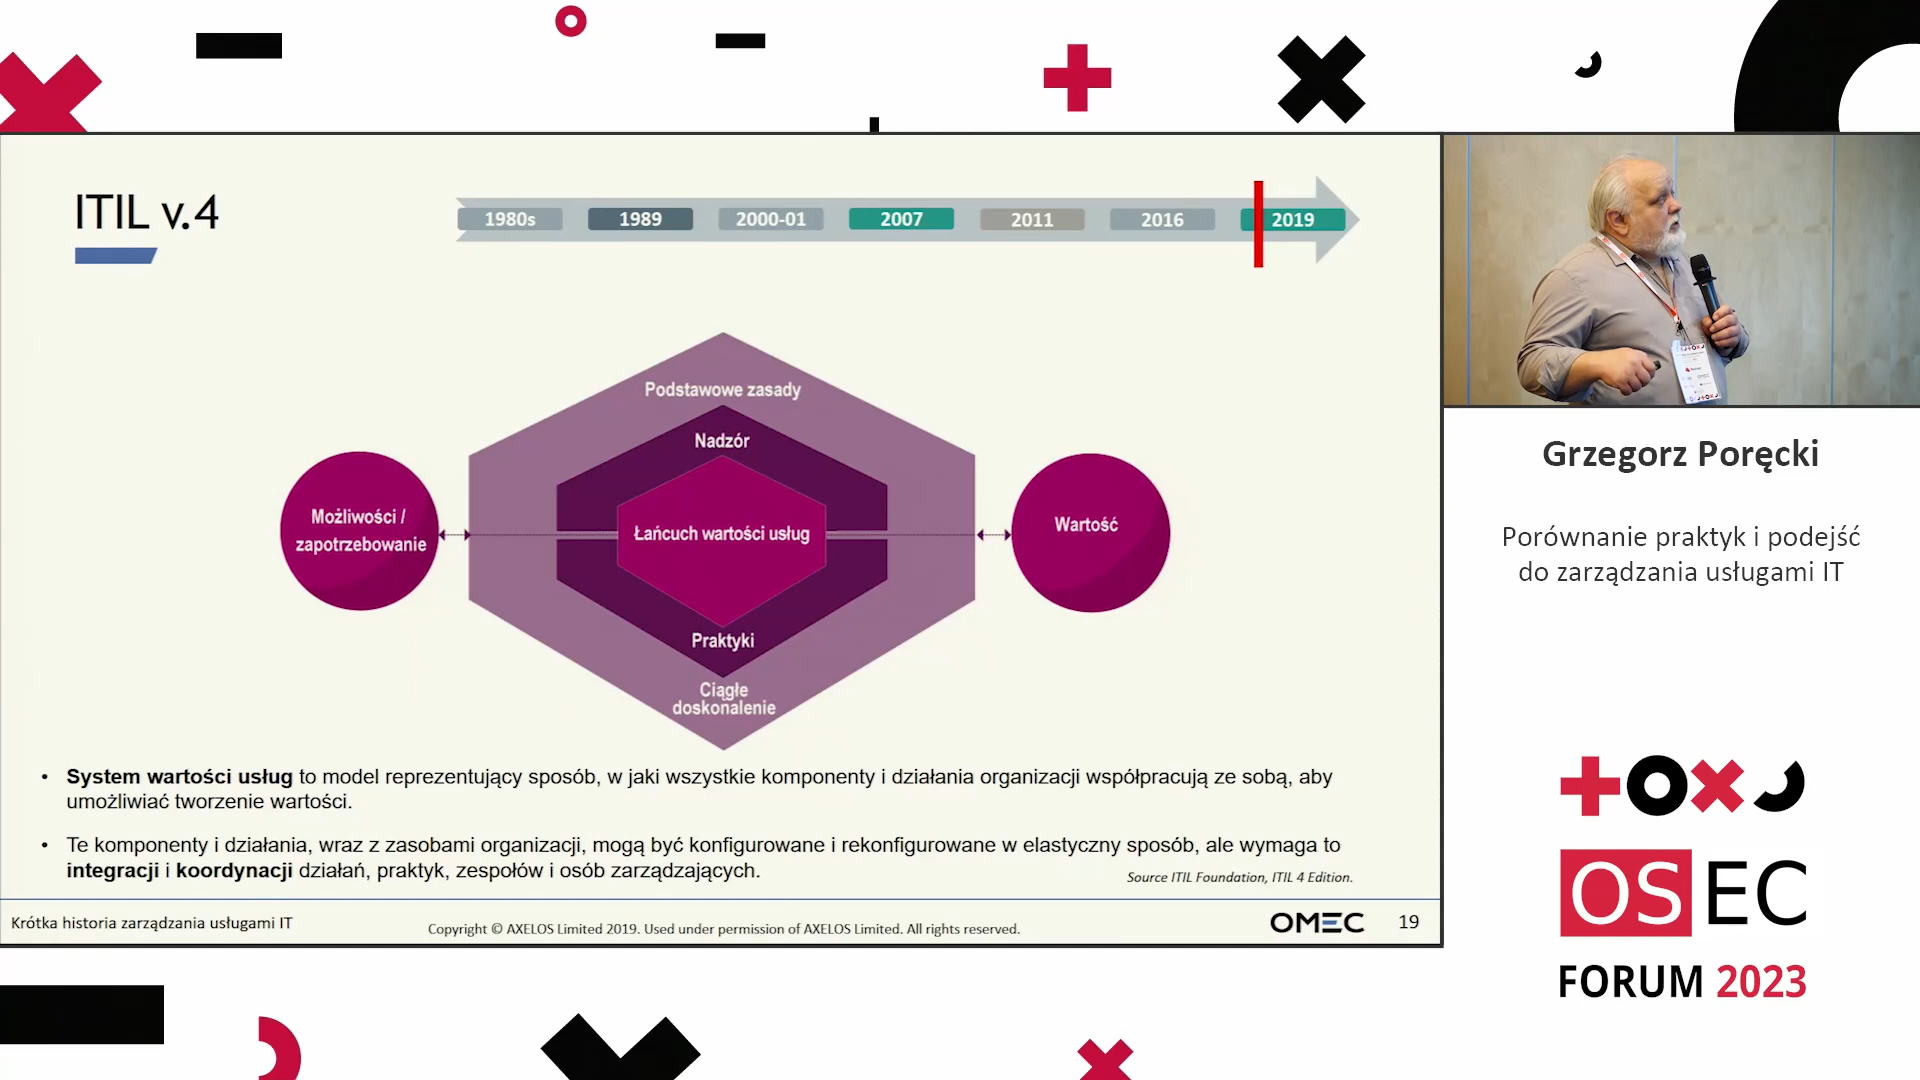 ITIL v.4
1980s
1989
2000-01
2007
2011
2016
2019
Podstawowe zasady
Nadzór
Możliwości /
zapotrzebowanie
Łańcuch wartości usług
Wartość
Praktyki
Ciągłe
doskonalenie
• System wartości usług to model reprezentujący sposób, w jaki wszystkie komponenty i działania organizacji współpracują ze sobą, aby
umożliwiać tworzenie wartości.
• Te komponenty i działania, wraz z zasobami organizacji, mogą być konfigurowane i rekonfigurowane w elastyczny sposób, ale wymaga to
integracji i koordynacji działań, praktyk, zespołów i osób zarządzających.
Source ITIL Foundation, ITIL 4 Edition.
Krótka historia zarządzania usługami IT
Copyright © AXELOS Limited 2019. Used under permission of AXELOS Limited. All rights reserved.
OMEC
19
Grzegorz Poręcki
Porównanie praktyk i podejść
do zarządzania usługami IT
OSEC
FORUM 2023